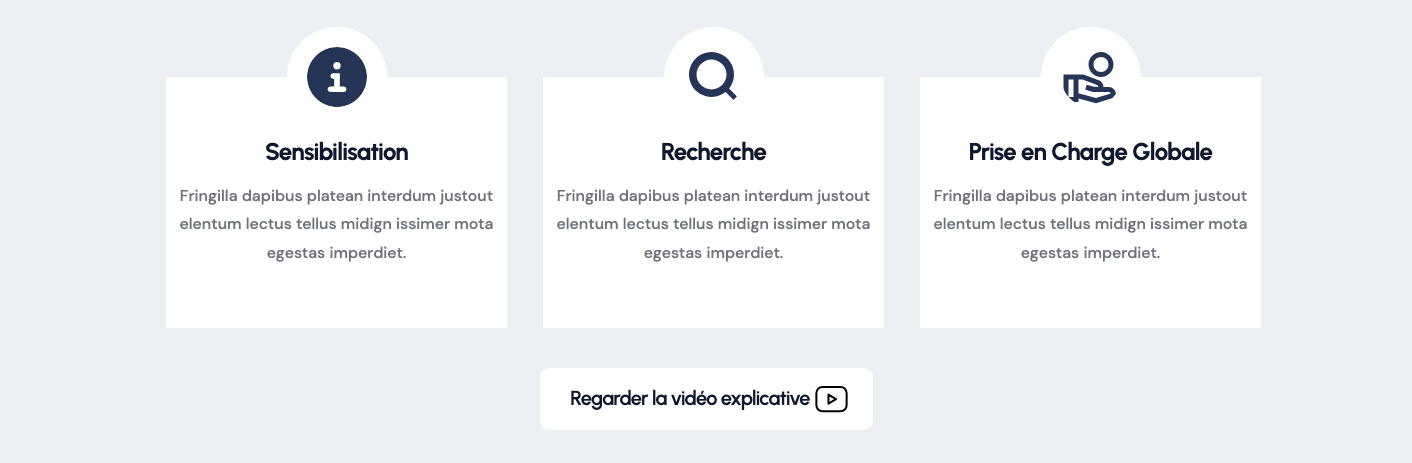 Sensibilisation
Fringilla dapibus platean interdum justout
elentum lectus tellus midign issimer mota
egestas imperdiet.
Recherche
Fringilla dapibus platean interdum justout
elentum lectus tellus midign issimer mota
egestas imperdiet.
Prise en Charge Globale
Fringilla dapibus platean interdum justout
elentum lectus tellus midign issimer mota
egestas imperdiet.
Regarder la vidéo explicative